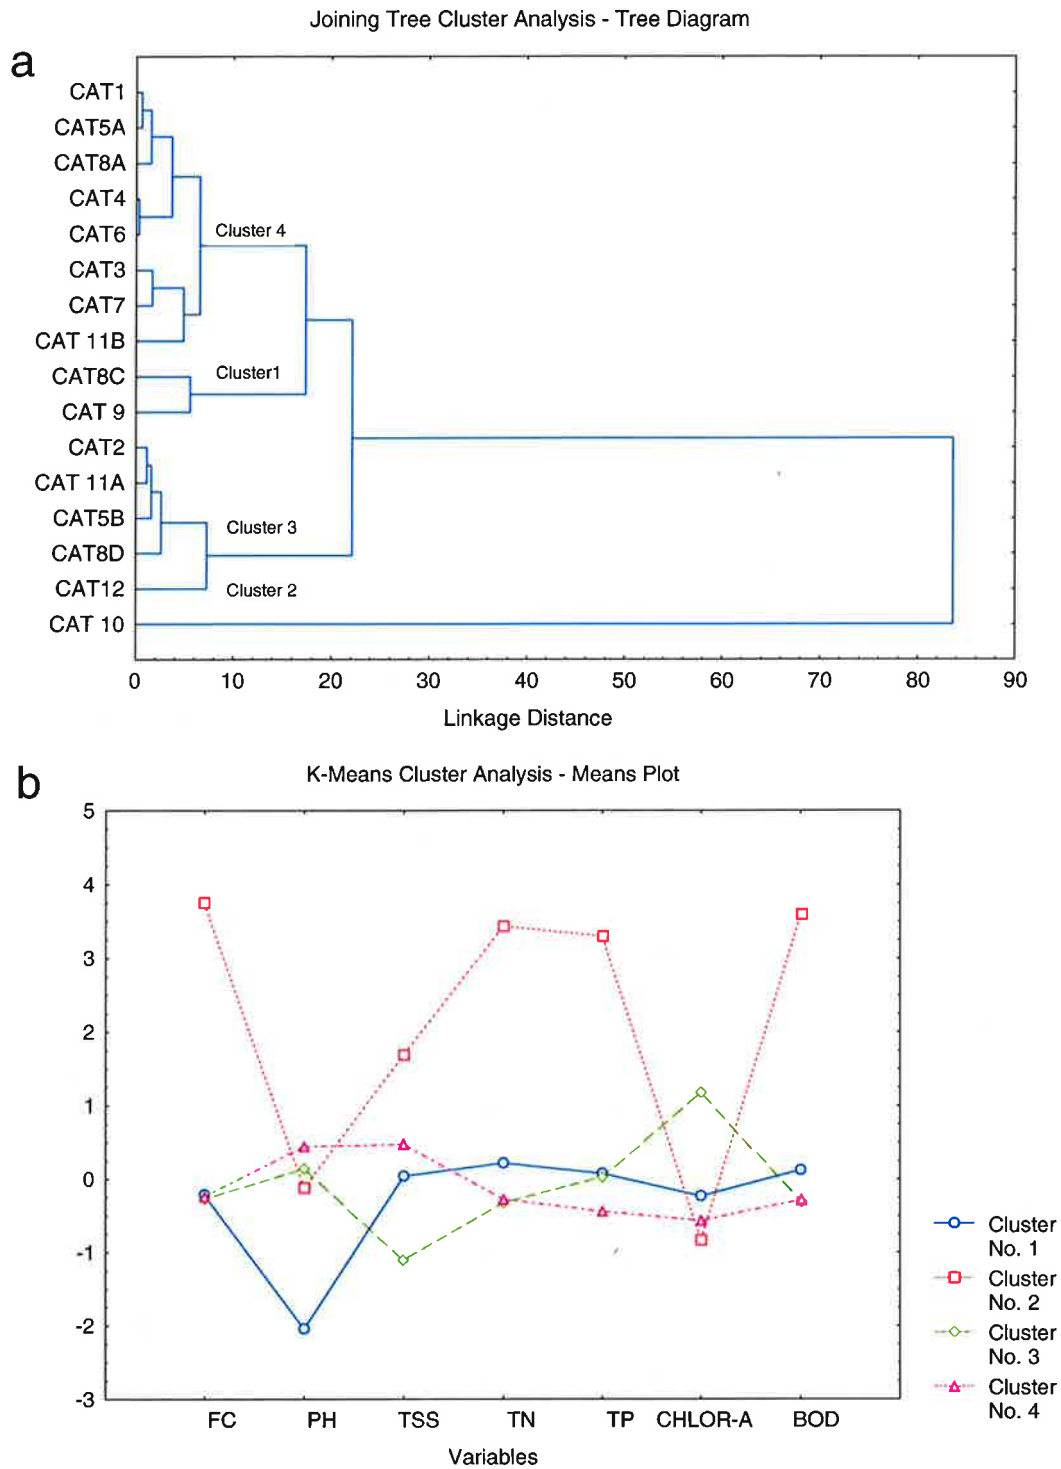 Joining Tree Cluster Analysis - Tree Diagram
a
CAT1
CAT5A
CAT8A
CAT4
CAT6
CAT3
CAT7
CAT 11B
CAT8C
CAT 9
CAT2
CAT 11A
CAT5B
CAT8D
CAT12
CAT 10
Cluster 4
Cluster1
Cluster 3
Cluster 2
0 10 20 30 40 50 60 70 80 90
Linkage Distance
b
K-Means Cluster Analysis - Means Plot
5
4
3
2
1
0
-1
-2
-3
FC PH TSS TN TP CHLOR-A BOD
Variables
Cluster
No. 1
Cluster
No. 2
Cluster
No. 3
Cluster
No. 4